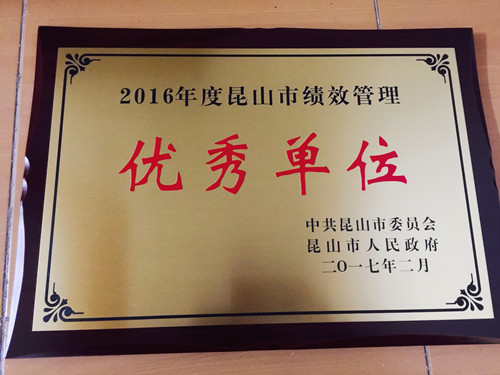 2016年度昆山市绩效管理
优秀单位
中共昆山市委员会
昆山市人民政府
二〇一七年二月